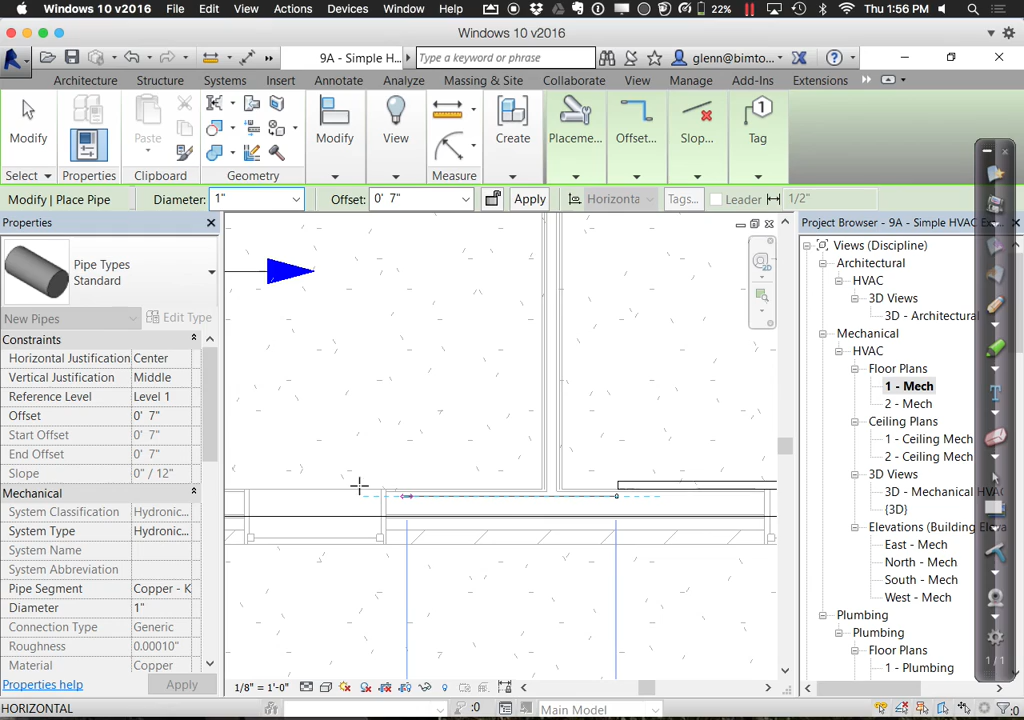 Windows 10 v2016 File Edit View Actions Devices Window Help 22% Thu 1:56 PM
Windows 10 v2016
9A - Simple H... Type a keyword or phrase glenn@bimto...
Architecture Structure Systems Insert Annotate Analyze Massing & Site Collaborate View Manage Add-Ins Extensions
Modify Paste Modify View Create Placeme... Offset... Slop... Tag
Select Properties Clipboard Geometry Measure
Modify | Place Pipe Diameter: 1" Offset: 0' 7" Apply Horizonta Tags... Leader 1/2"
Properties
Pipe Types
Standard
New Pipes Edit Type
Constraints
Horizontal Justification Center
Vertical Justification Middle
Reference Level Level 1
Offset 0' 7"
Start Offset 0' 7"
End Offset 0' 7"
Slope 0" / 12"
Mechanical
System Classification Hydronic...
System Type Hydronic...
System Name
System Abbreviation
Pipe Segment Copper - K
Diameter 1"
Connection Type Generic
Roughness 0.00010"
Material Copper
Properties help Apply
2D
1/8" = 1'-0"
Project Browser - 9A - Simple HVAC E
Views (Discipline)
Architectural
HVAC
3D Views
3D - Architectura
Mechanical
HVAC
Floor Plans
1 - Mech
2 - Mech
Ceiling Plans
1 - Ceiling Mech
2 - Ceiling Mech
3D Views
3D - Mechanical HVAC
{3D}
Elevations (Building Eleva
East - Mech
North - Mech
South - Mech
West - Mech
Plumbing
Plumbing
Floor Plans
1 - Plumbing
1 / 1
HORIZONTAL :0 Main Model :0